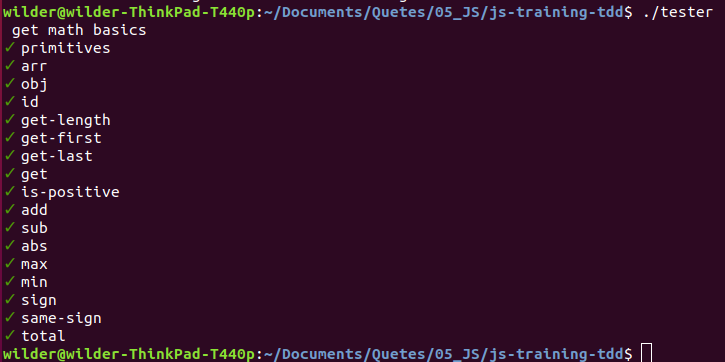 wilder@wilder-ThinkPad-T440p:~/Documents/Quetes/05_JS/js-training-tdd$ ./tester
get math basics
✓ primitives
✓ arr
✓ obj
✓ id
✓ get-length
✓ get-first
✓ get-last
✓ get
✓ is-positive
✓ add
✓ sub
✓ abs
✓ max
✓ min
✓ sign
✓ same-sign
✓ total
wilder@wilder-ThinkPad-T440p:~/Documents/Quetes/05_JS/js-training-tdd$